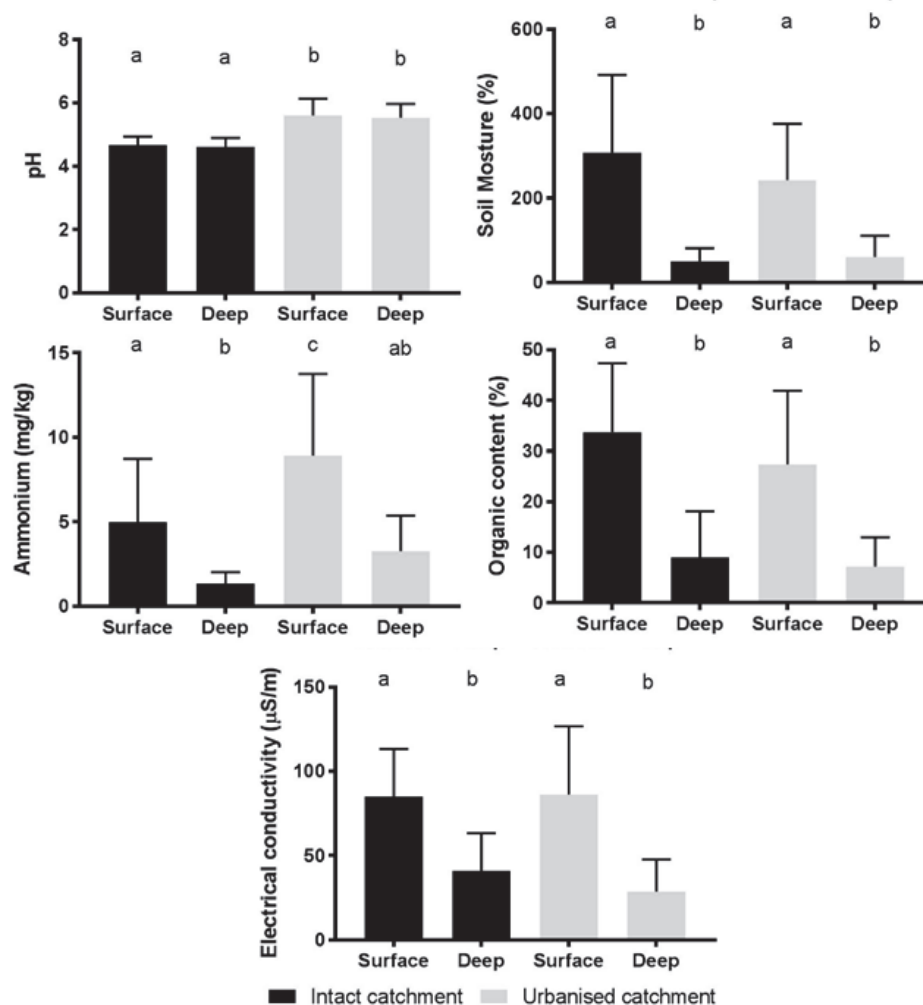 a a b b
8
6
4
2
0
pH
Surface Deep Surface Deep
a b a b
600
400
200
0
Soil Mosture (%)
Surface Deep Surface Deep
a b c ab
15
10
5
0
Ammonium (mg/kg)
Surface Deep Surface Deep
a b a b
50
40
30
20
10
0
Organic content (%)
Surface Deep Surface Deep
a b a b
150
100
50
0
Electrical conductivity (μS/m)
Surface Deep Surface Deep
Intact catchment Urbanised catchment